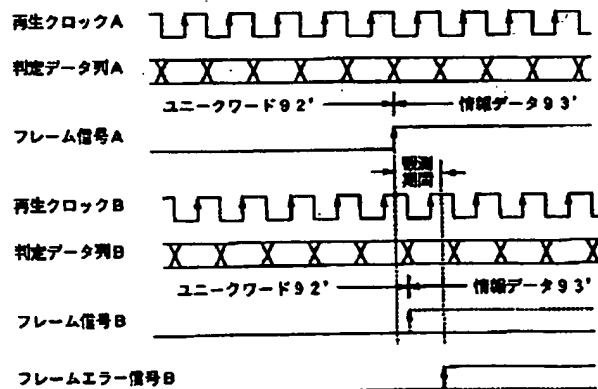 再生クロックA
判定データ列A
ユニークワード92' 情報データ93'
フレーム信号A
観測
範囲
再生クロックB
判定データ列B
ユニークワード92' 情報データ93'
フレーム信号B
フレームエラー信号B